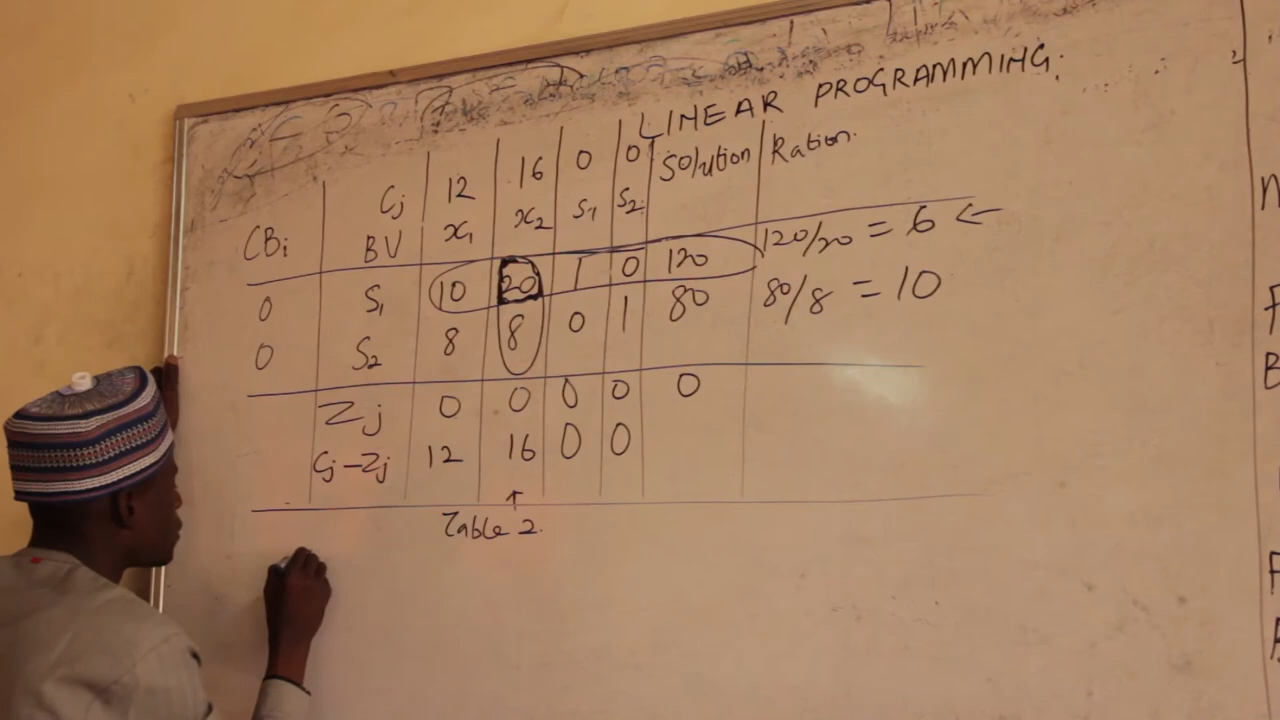 LINEAR PROGRAMMING.
Cj 12 16 0 0 Solution Ration.
CBi BV x₁ x₂ S₁ S₂
0 S₁ 10 20 1 0 120 120/20 = 6 ←
0 S₂ 8 8 0 1 80 80/8 = 10
Zj 0 0 0 0 0
Cj-Zj 12 16 0 0
↑
Table 2.